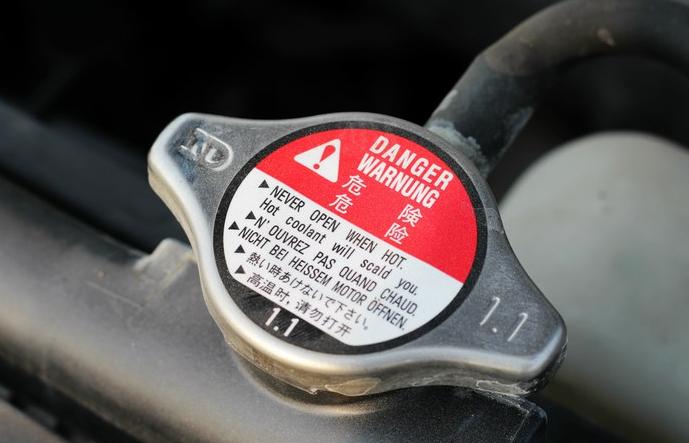 DANGER
WARNUNG
危 険
危 险
▶NEVER OPEN WHEN HOT.
Hot coolant will scald you.
▶N' OUVREZ PAS QUAND CHAUD.
▶NICHT BEI HEISSEM MOTOR ÖFFNEN.
▶熱い時あけないで下さい。
▶高温时,请勿打开
1.1
1.1